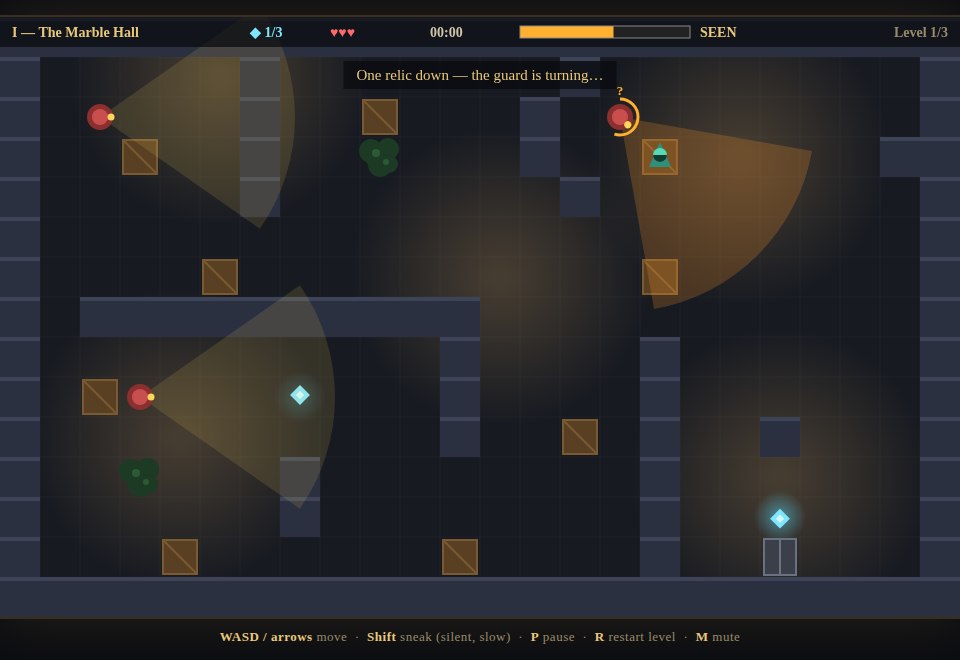 I — The Marble Hall ◆ 1/3 ♥♥♥ 00:00 SEEN Level 1/3
One relic down — the guard is turning…
?
WASD / arrows move · Shift sneak (silent, slow) · P pause · R restart level · M mute